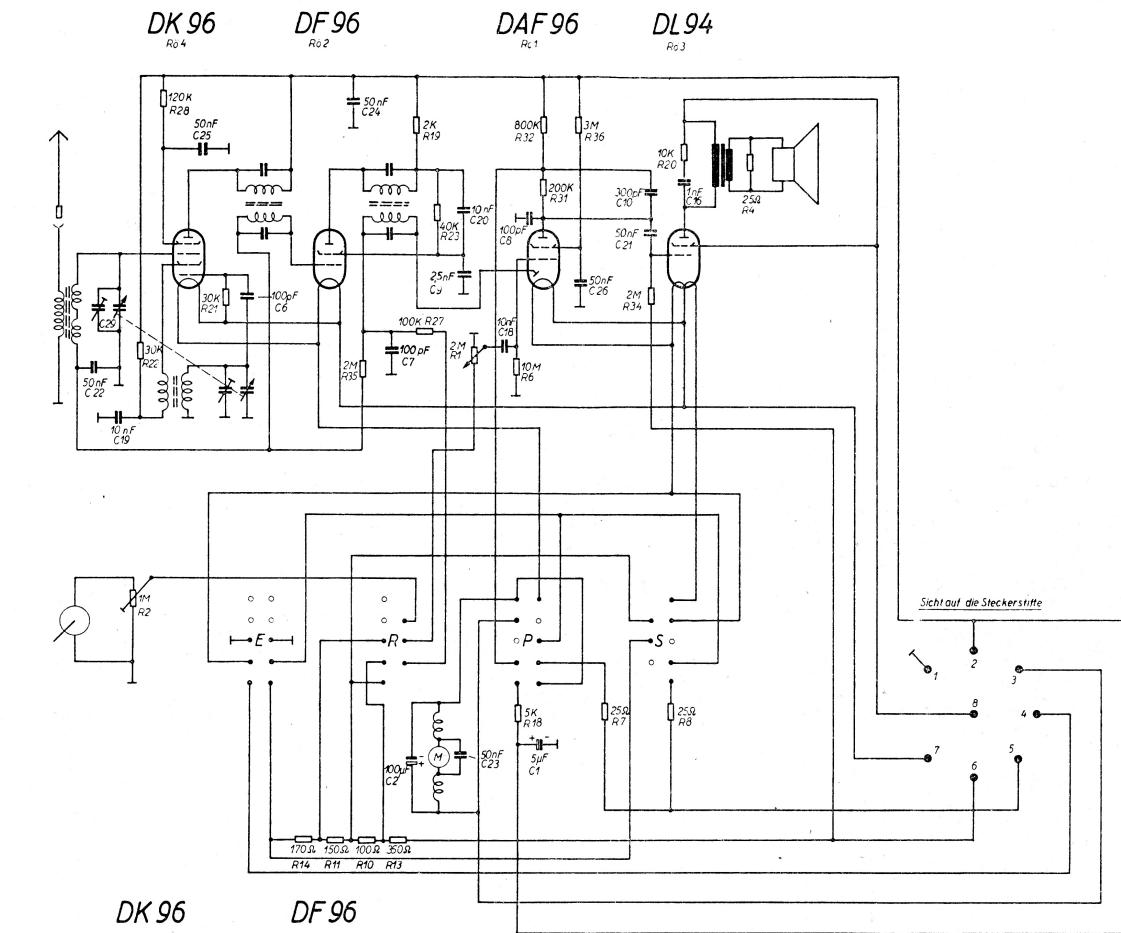 DK 96 DF 96 DAF 96 DL 94
Rö 4 Rö 2 Rö 1 Rö 3
120K
R28
50nF
C25
50nF
C24
2K
R19
800K
R32
3M
R36
10K
R20
1nF
C16
25Ω
R4
200K
R31
300pF
C10
10nF
C20
40K
R23
100pF
C8
50nF
C21
25nF
C9
50nF
C26
2M
R34
30K
R21
100pF
C6
C29
30K
R22
50nF
C22
10nF
C19
100K R27
100pF
C7
2M
R35
2M
R1
10nF
C18
10M
R6
1M
R2
E R P S
Sicht auf die Steckerstifte
1 2 3
8 4
7 6 5
5K
R18
25Ω
R7
25Ω
R8
M
100µF
C2
- +
50nF
C23
+ -
5µF
C1
170Ω 150Ω 100Ω 350Ω
R14 R11 R10 R13
DK 96 DF 96